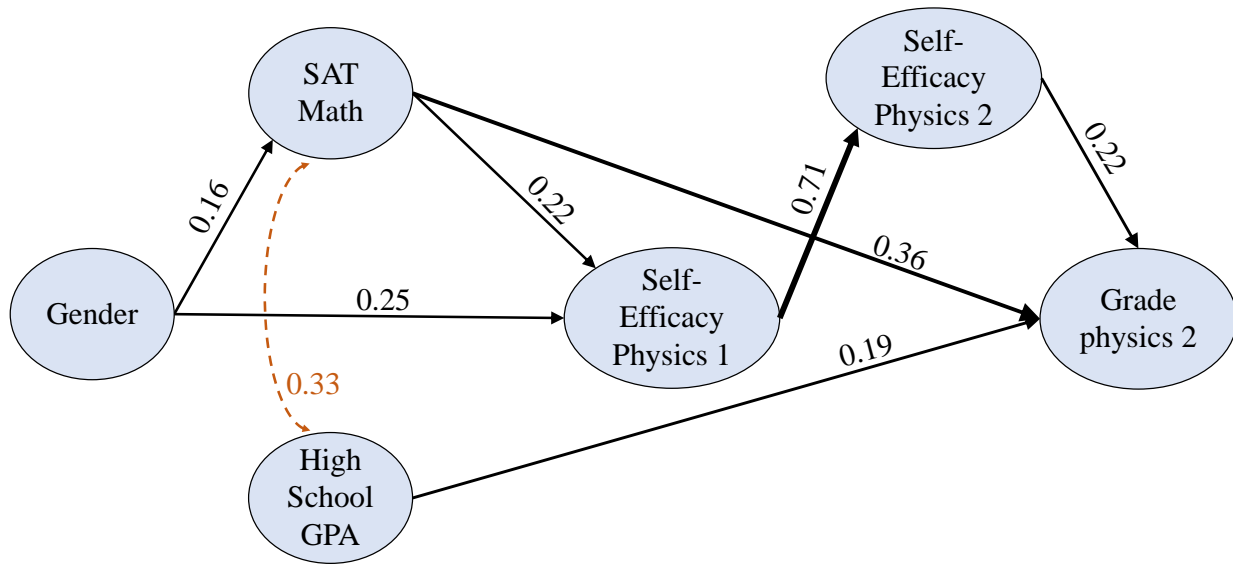 SAT
Math
Self-
Efficacy
Physics 2
0.16
0.22
0.71
0.22
0.36
Gender
0.25
Self-
Efficacy
Physics 1
Grade
physics 2
0.33
0.19
High
School
GPA